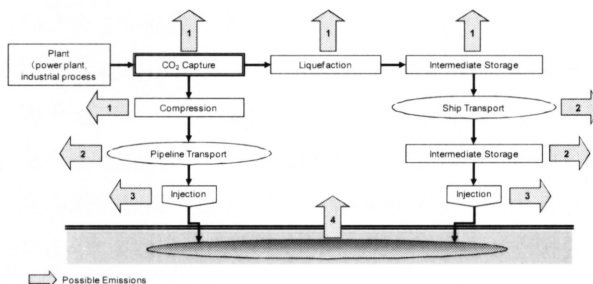 Plant
(power plant,
industrial process
CO₂ Capture
Liquefaction
Intermediate Storage
1
1
1
1
Compression
Ship Transport
2
2
Pipeline Transport
Intermediate Storage
2
3
Injection
4
Injection
3
Possible Emissions